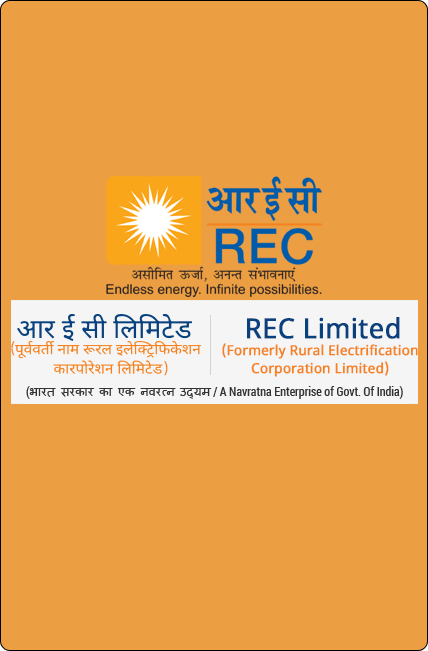 आर ई सी
REC
असीमित ऊर्जा, अनन्त संभावनाएं
Endless energy. Infinite possibilities.
आर ई सी लिमिटेड
(पूर्ववर्ती नाम रूरल इलेक्ट्रिफिकेशन
कारपोरेशन लिमिटेड)
REC Limited
(Formerly Rural Electrification
Corporation Limited)
(भारत सरकार का एक नवरत्न उद्यम / A Navratna Enterprise of Govt. Of India)